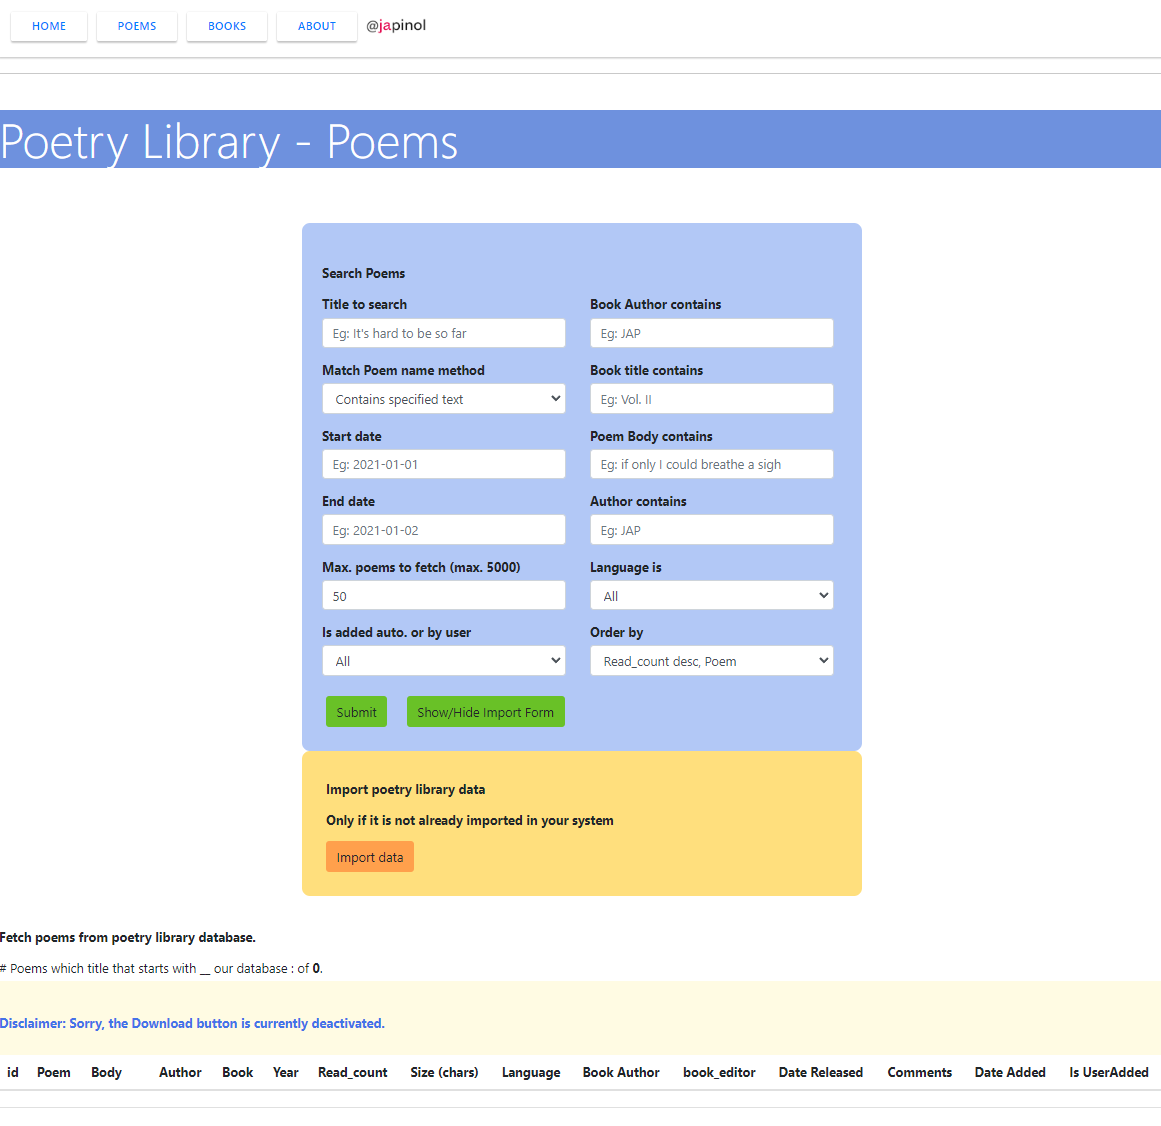 HOME POEMS BOOKS ABOUT @japinol
Poetry Library - Poems
Search Poems
Title to search Book Author contains
Eg: It's hard to be so far Eg: JAP
Match Poem name method Book title contains
Contains specified text Eg: Vol. II
Start date Poem Body contains
Eg: 2021-01-01 Eg: if only I could breathe a sigh
End date Author contains
Eg: 2021-01-02 Eg: JAP
Max. poems to fetch (max. 5000) Language is
50 All
Is added auto. or by user Order by
All Read_count desc, Poem
Submit Show/Hide Import Form
Import poetry library data
Only if it is not already imported in your system
Import data
Fetch poems from poetry library database.
# Poems which title that starts with __ our database : of 0.
Disclaimer: Sorry, the Download button is currently deactivated.
id Poem Body Author Book Year Read_count Size (chars) Language Book Author book_editor Date Released Comments Date Added Is UserAdded